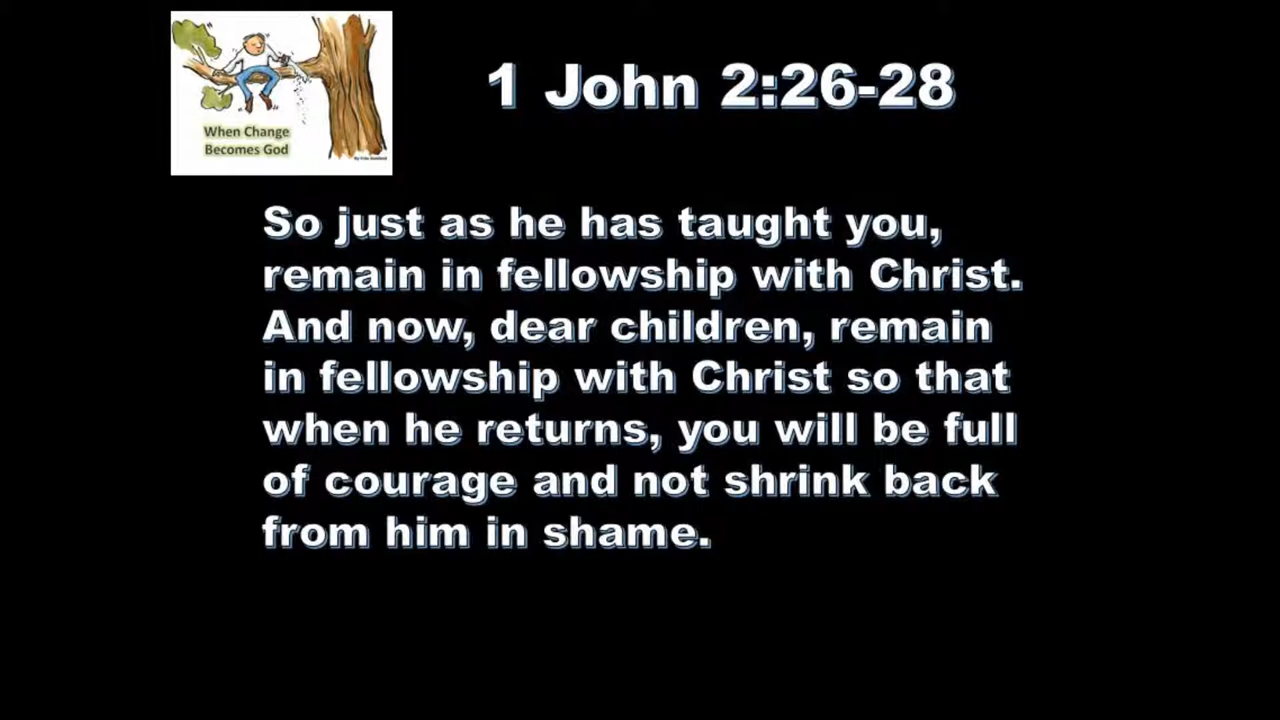 When Change
Becomes God
1 John 2:26-28
So just as he has taught you,
remain in fellowship with Christ.
And now, dear children, remain
in fellowship with Christ so that
when he returns, you will be full
of courage and not shrink back
from him in shame.